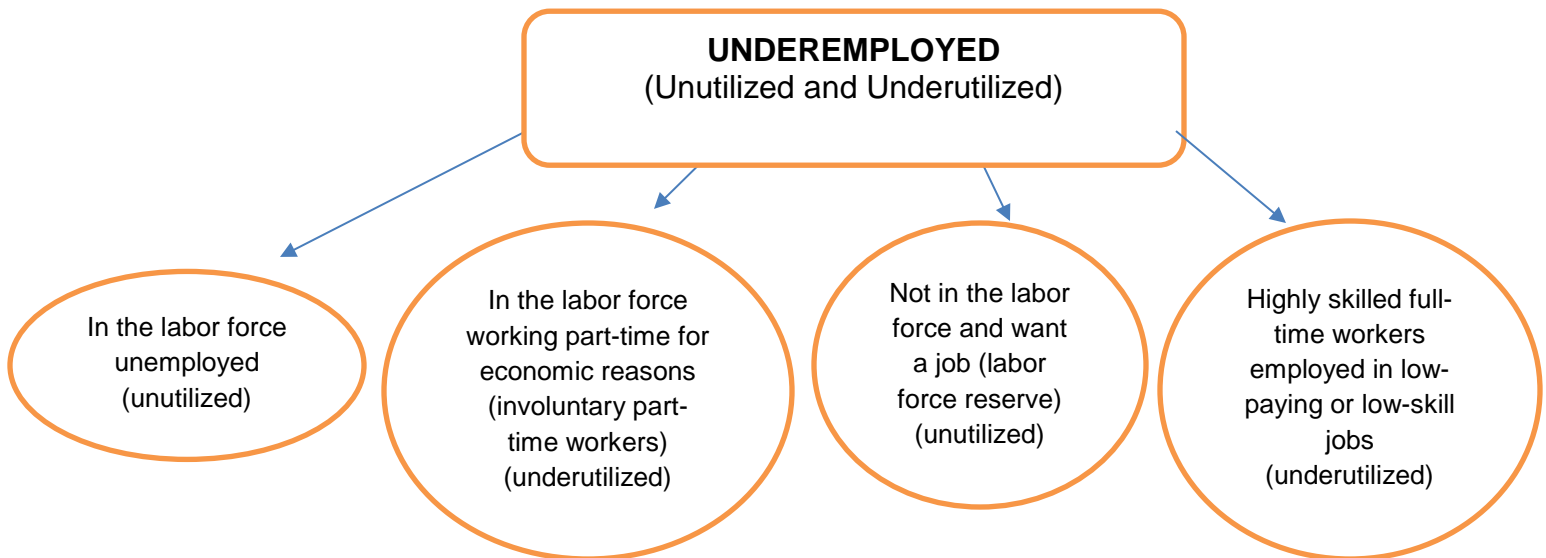 UNDEREMPLOYED
(Unutilized and Underutilized)
In the labor force
unemployed
(unutilized)
In the labor force
working part-time for
economic reasons
(involuntary part-
time workers)
(underutilized)
Not in the labor
force and want
a job (labor
force reserve)
(unutilized)
Highly skilled full-
time workers
employed in low-
paying or low-skill
jobs
(underutilized)